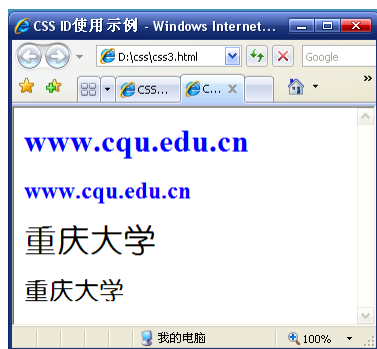 CSS ID使用示例 - Windows Internet...
D:\css\css3.html
Google
CSS...
C...
»
www.cqu.edu.cn
www.cqu.edu.cn
重庆大学
重庆大学
我的电脑
100%